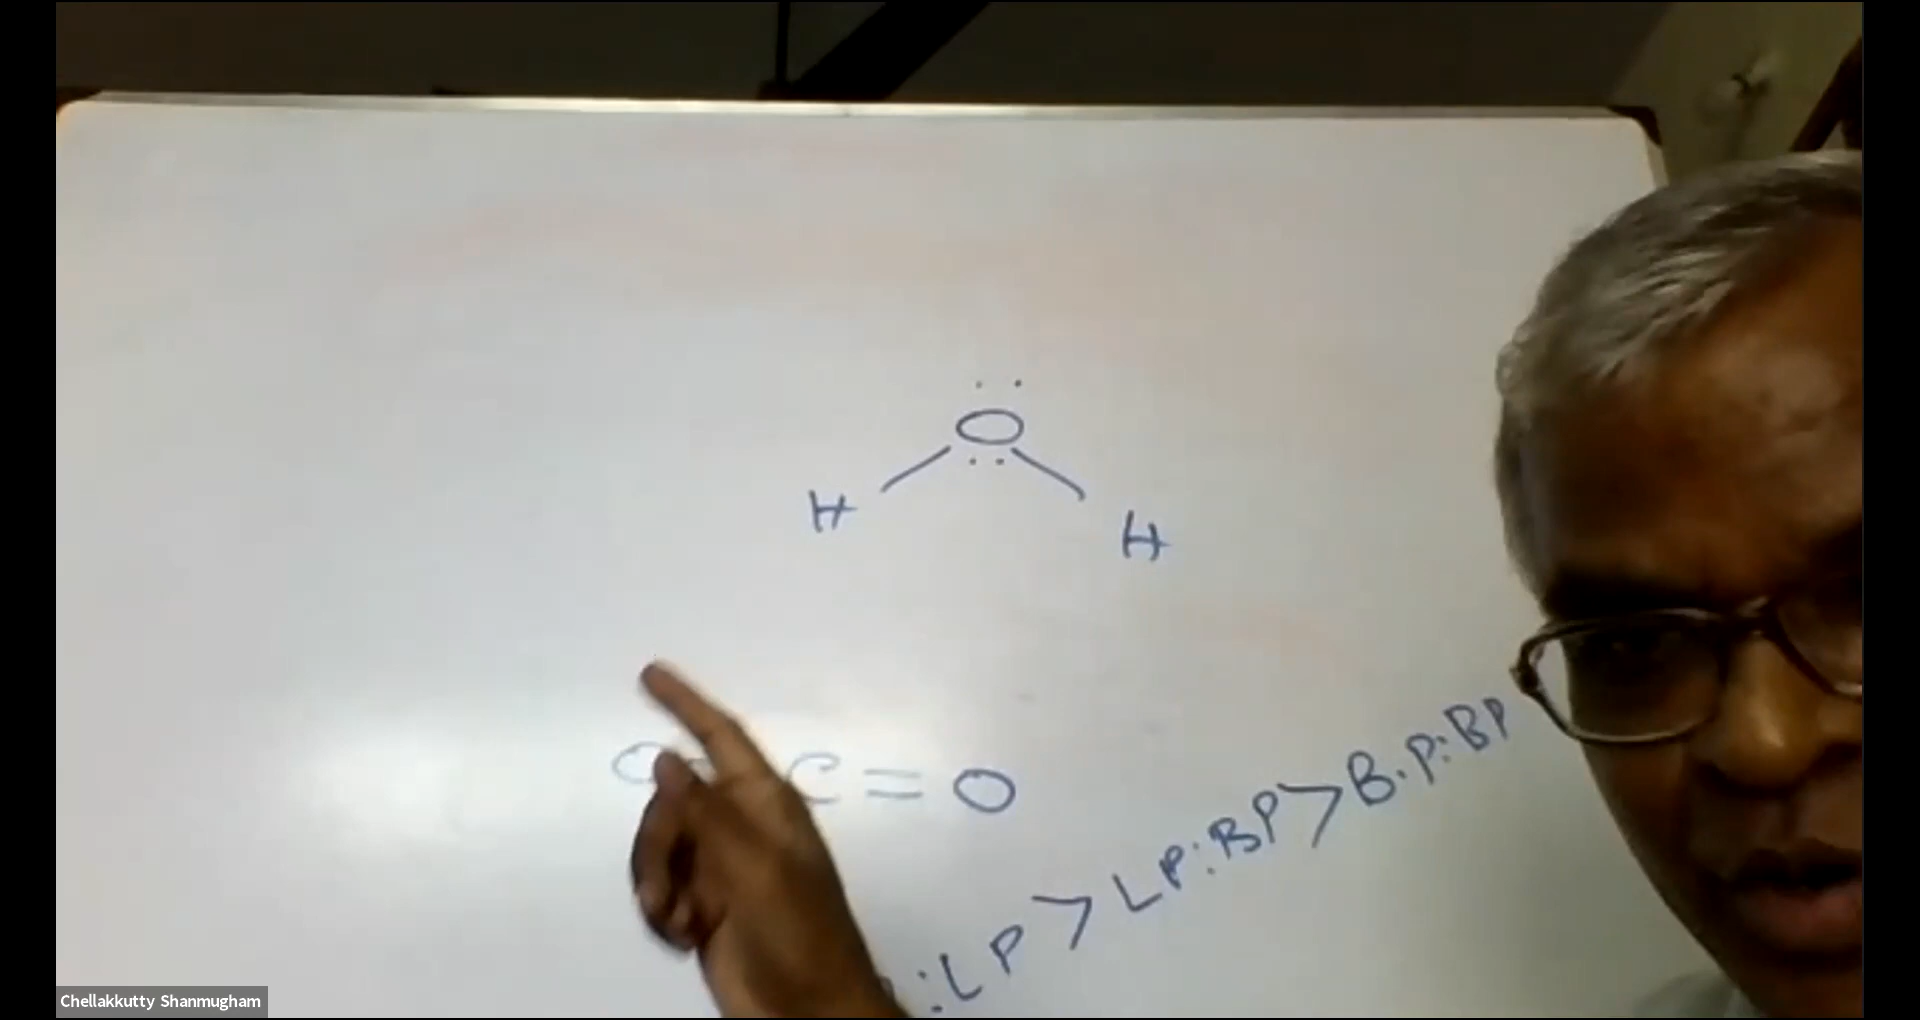 O
H
H
C = O
:LP > LP:BP > B.P:BP
Chellakkutty Shanmugham